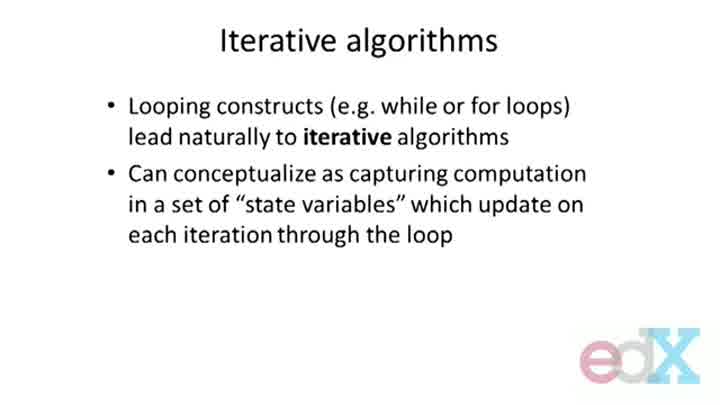 Iterative algorithms
• Looping constructs (e.g. while or for loops)
lead naturally to iterative algorithms
• Can conceptualize as capturing computation
in a set of “state variables” which update on
each iteration through the loop
edX